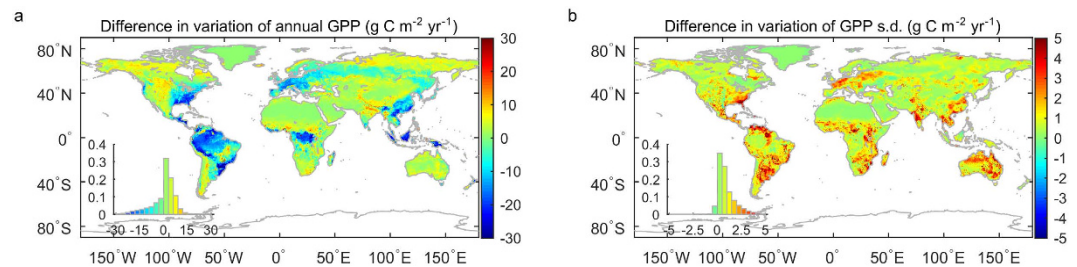 a
Difference in variation of annual GPP (g C m⁻² yr⁻¹)
80°N
40°N
0°
40°S
80°S
150°W 100°W 50°W 0° 50°E 100°E 150°E
0.4
0.3
0.2
0.1
0
-30 -15 0 15 30
30
20
10
0
-10
-20
-30
b
Difference in variation of GPP s.d. (g C m⁻² yr⁻¹)
80°N
40°N
0°
40°S
80°S
150°W 100°W 50°W 0° 50°E 100°E 150°E
0.4
0.3
0.2
0.1
0
-5 -2.5 0 2.5 5
5
4
3
2
1
0
-1
-2
-3
-4
-5